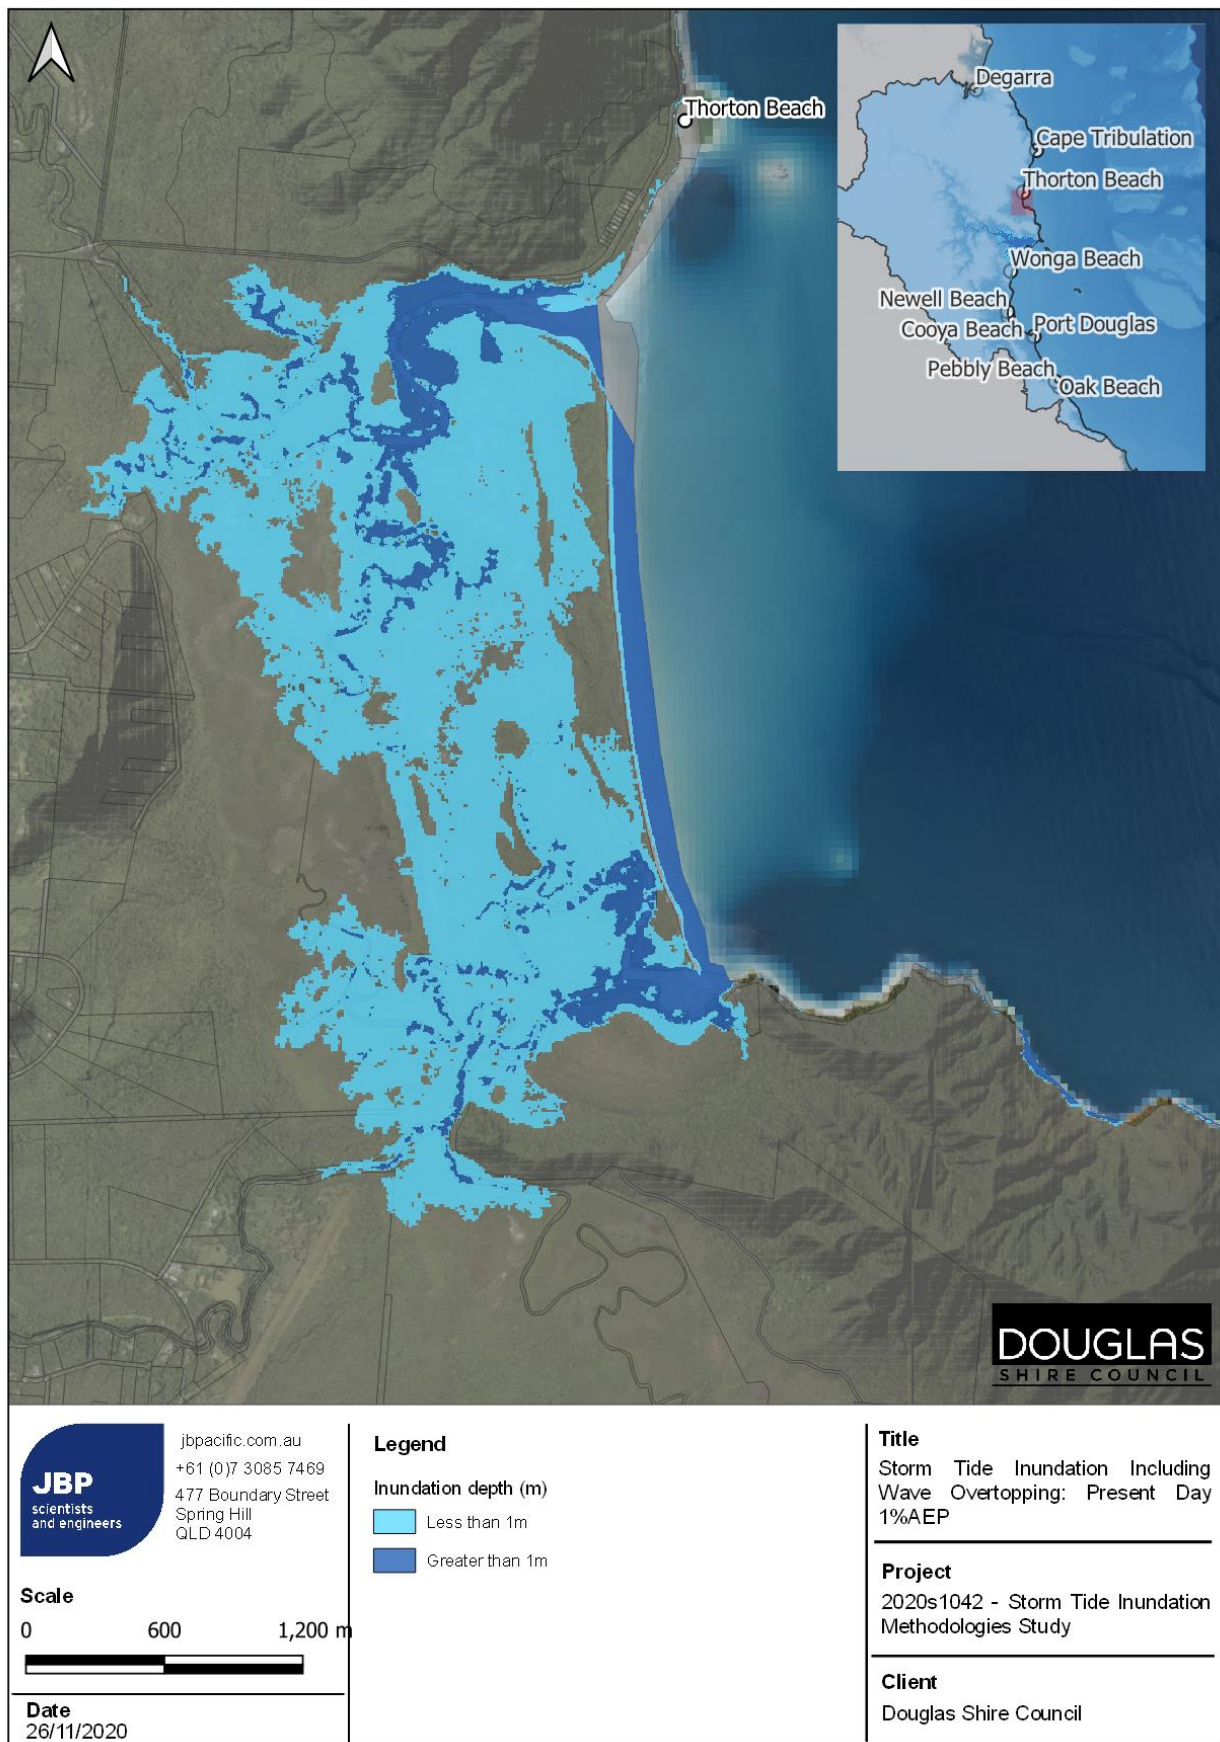 Thorton Beach
Degarra
Cape Tribulation
Thorton Beach
Wonga Beach
Newell Beach
Cooya Beach
Port Douglas
Pebbly Beach
Oak Beach
DOUGLAS
SHIRE COUNCIL
JBP
scientists
and engineers
jbpacific.com.au
+61 (0)7 3085 7469
477 Boundary Street
Spring Hill
QLD 4004
Scale
0 600 1,200 m
Date
26/11/2020
Legend
Inundation depth (m)
Less than 1m
Greater than 1m
Title
Storm Tide Inundation Including
Wave Overtopping: Present Day
1%AEP
Project
2020s1042 - Storm Tide Inundation
Methodologies Study
Client
Douglas Shire Council